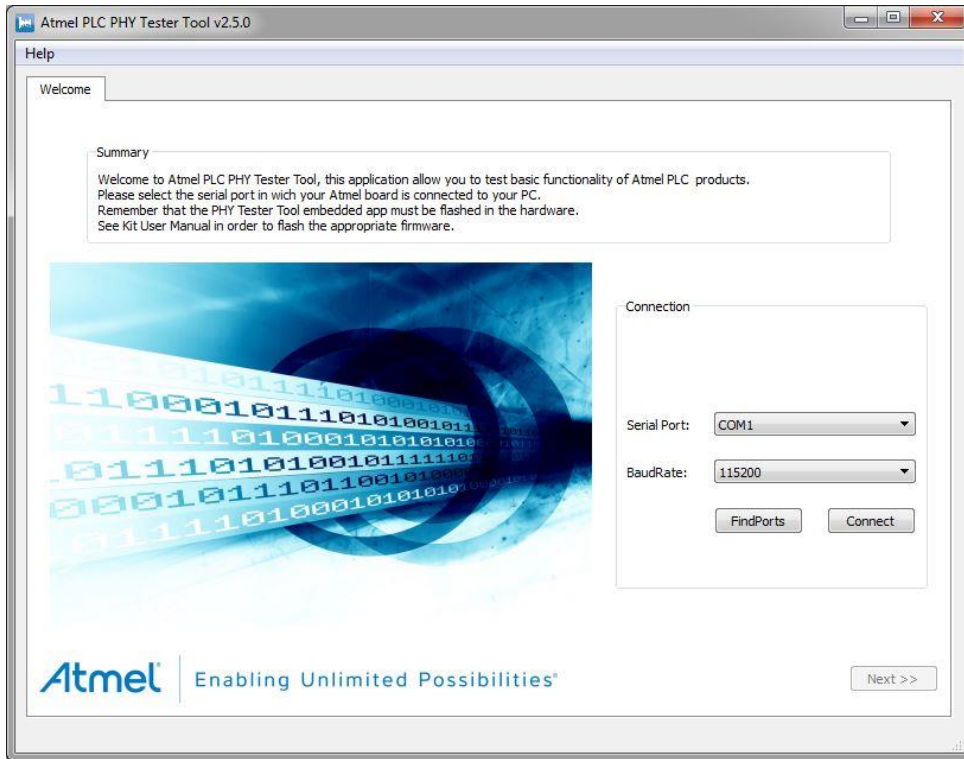 Atmel PLC PHY Tester Tool v2.5.0
Help
Welcome
Summary
Welcome to Atmel PLC PHY Tester Tool, this application allow you to test basic functionality of Atmel PLC products.
Please select the serial port in wich your Atmel board is connected to your PC.
Remember that the PHY Tester Tool embedded app must be flashed in the hardware.
See Kit User Manual in order to flash the appropriate firmware.
Connection
Serial Port: COM1
BaudRate: 115200
FindPorts Connect
Atmel Enabling Unlimited Possibilities®
Next >>